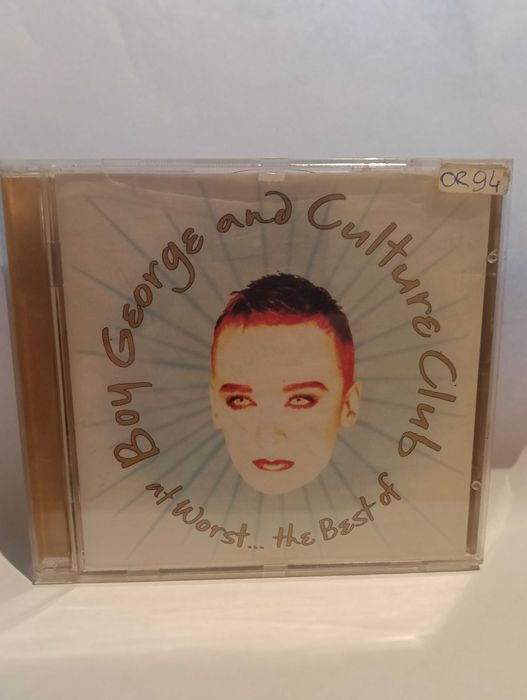 OR94
Boy George and Culture Club
at Worst... the Best of